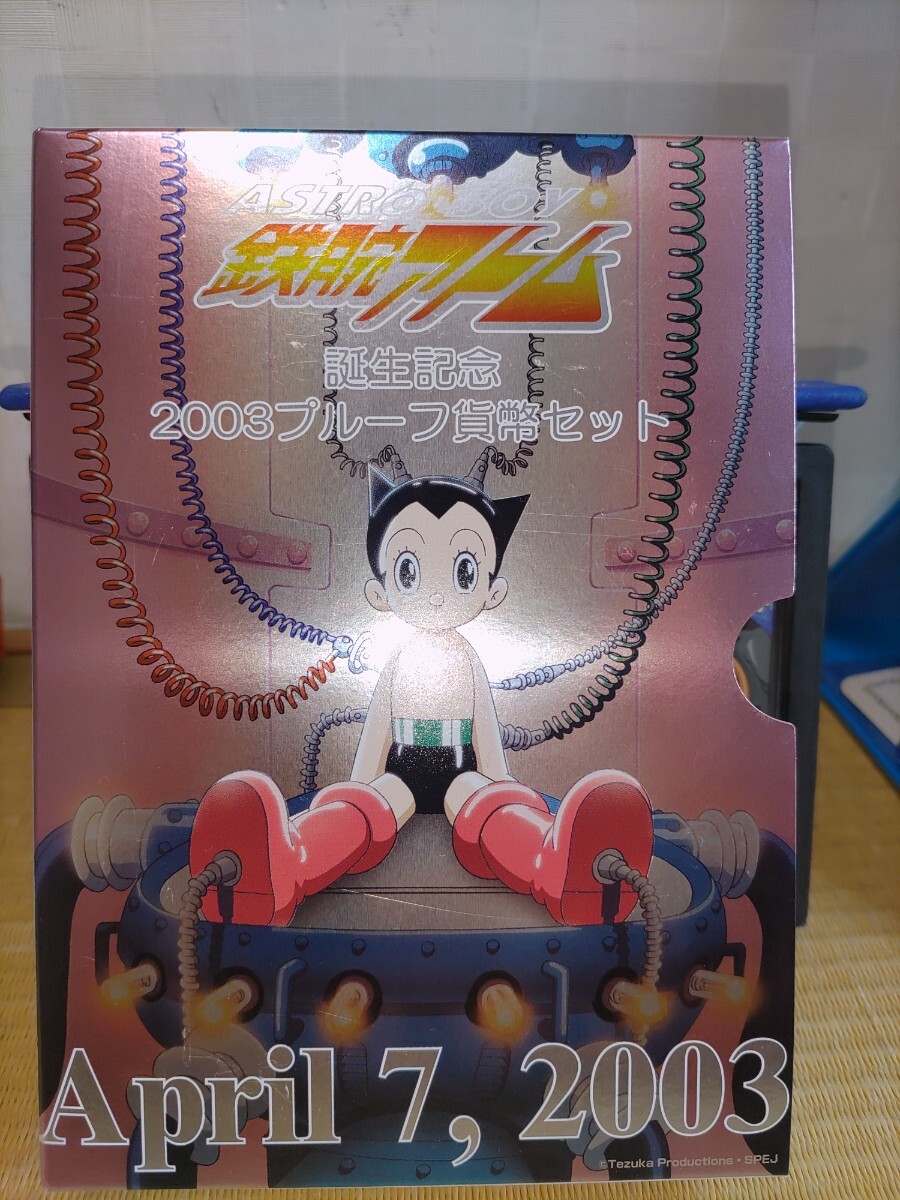 ASTRO BOY
鉄腕アトム
誕生記念
2003プルーフ貨幣セット
April 7, 2003
©Tezuka Productions・SPEJ